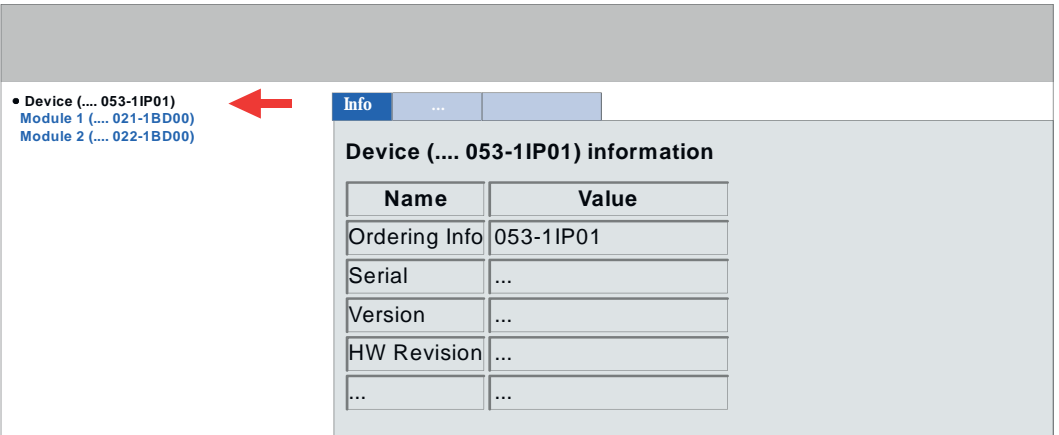 Device (.... 053-1IP01)
Module 1 (.... 021-1BD00)
Module 2 (.... 022-1BD00)
Info ...
Device (.... 053-1IP01) information
Name Value
Ordering Info 053-1IP01
Serial ...
Version ...
HW Revision ...
... ...